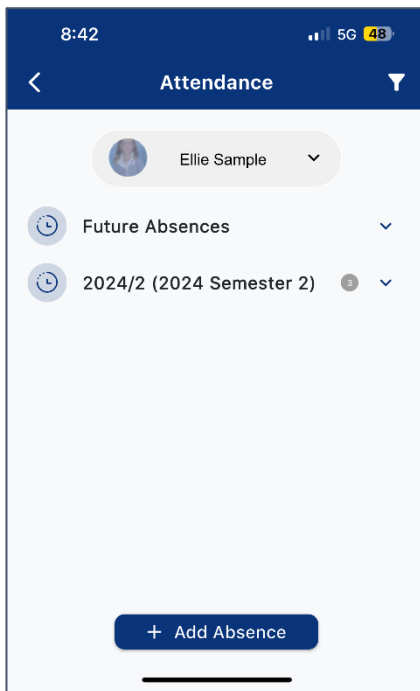 8:42 5G 48
Attendance
Ellie Sample
Future Absences
2024/2 (2024 Semester 2) 3
+ Add Absence